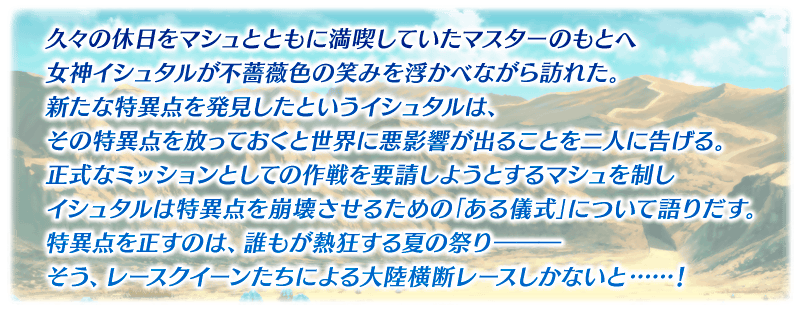 久々の休日をマシュとともに満喫していたマスターのもとへ
女神イシュタルが不薔薇色の笑みを浮かべながら訪れた。
新たな特異点を発見したというイシュタルは、
その特異点を放っておくと世界に悪影響が出ることを二人に告げる。
正式なミッションとしての作戦を要請しようとするマシュを制し
イシュタルは特異点を崩壊させるための「ある儀式」について語りだす。
特異点を正すのは、誰もが熱狂する夏の祭り―――
そう、レースクイーンたちによる大陸横断レースしかないと……！